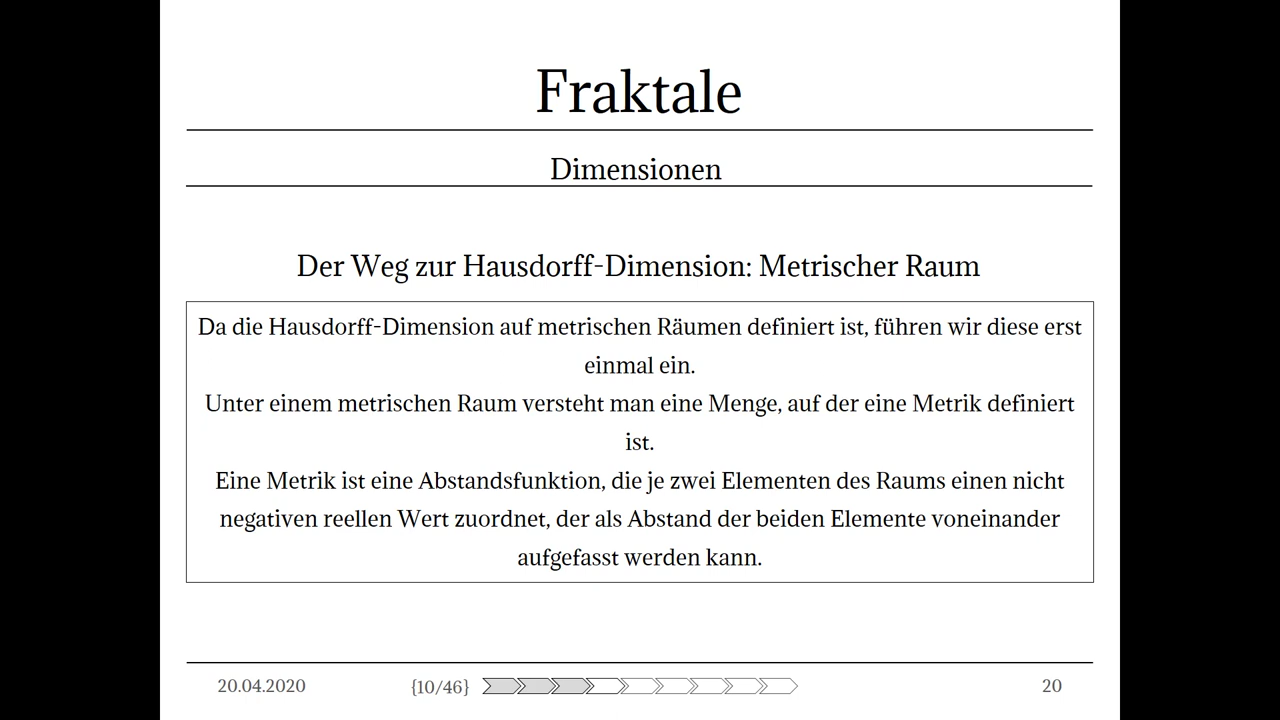 Fraktale
Dimensionen
Der Weg zur Hausdorff-Dimension: Metrischer Raum
Da die Hausdorff-Dimension auf metrischen Räumen definiert ist, führen wir diese erst
einmal ein.
Unter einem metrischen Raum versteht man eine Menge, auf der eine Metrik definiert
ist.
Eine Metrik ist eine Abstandsfunktion, die je zwei Elementen des Raums einen nicht
negativen reellen Wert zuordnet, der als Abstand der beiden Elemente voneinander
aufgefasst werden kann.
20.04.2020 {10/46} 20